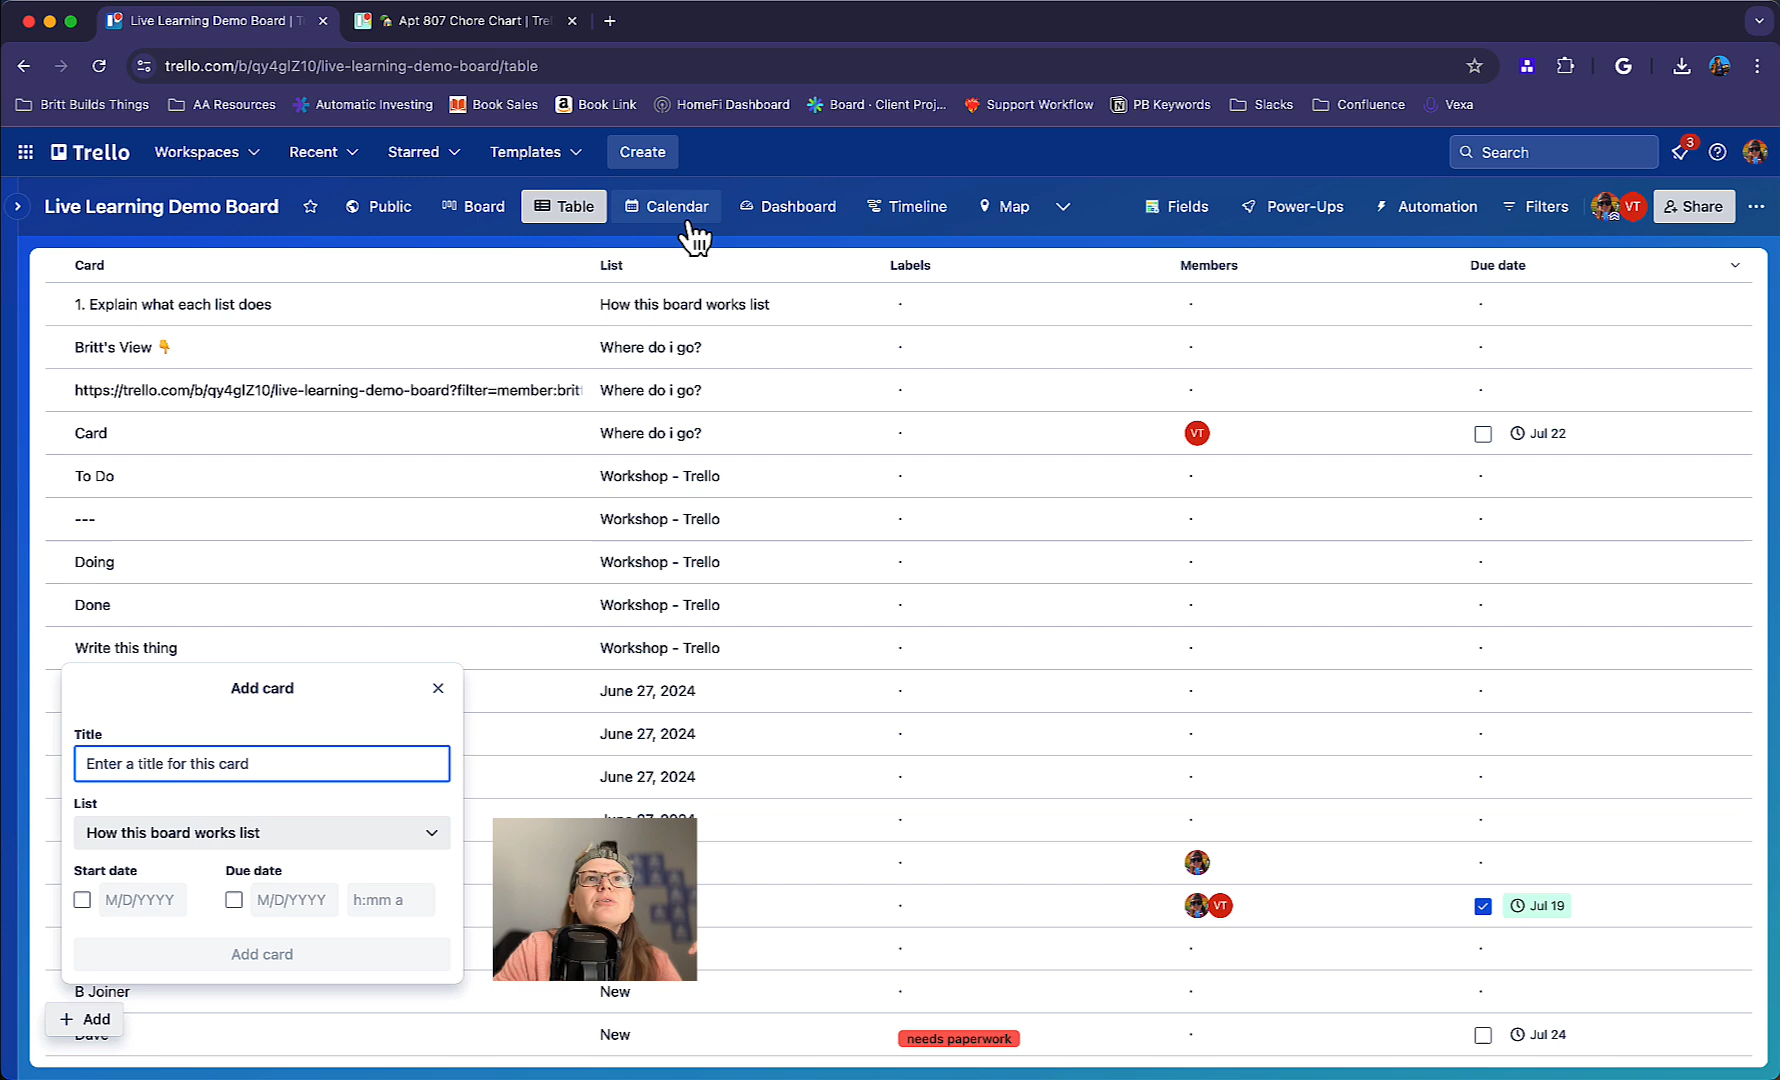 Live Learning Demo Board | T
Apt 807 Chore Chart | Tre
trello.com/b/qy4glZ10/live-learning-demo-board/table
Britt Builds Things
AA Resources
Automatic Investing
Book Sales
Book Link
HomeFi Dashboard
Board · Client Proj...
Support Workflow
PB Keywords
Slacks
Confluence
Vexa
Trello
Workspaces
Recent
Starred
Templates
Create
Search
3
Live Learning Demo Board
Public
Board
Table
Calendar
Dashboard
Timeline
Map
Fields
Power-Ups
Automation
Filters
VT
Share
Card List Labels Members Due date
1. Explain what each list does How this board works list
Britt's View 👇 Where do i go?
https://trello.com/b/qy4glZ10/live-learning-demo-board?filter=member:brit Where do i go?
Card Where do i go? VT Jul 22
To Do Workshop - Trello
--- Workshop - Trello
Doing Workshop - Trello
Done Workshop - Trello
Write this thing Workshop - Trello
June 27, 2024
June 27, 2024
June 27, 2024
June 27, 2024
VT Jul 19
B Joiner New
Dave New needs paperwork Jul 24
Add card
Title
Enter a title for this card
List
How this board works list
Start date Due date
M/D/YYYY M/D/YYYY h:mm a
Add card
+ Add